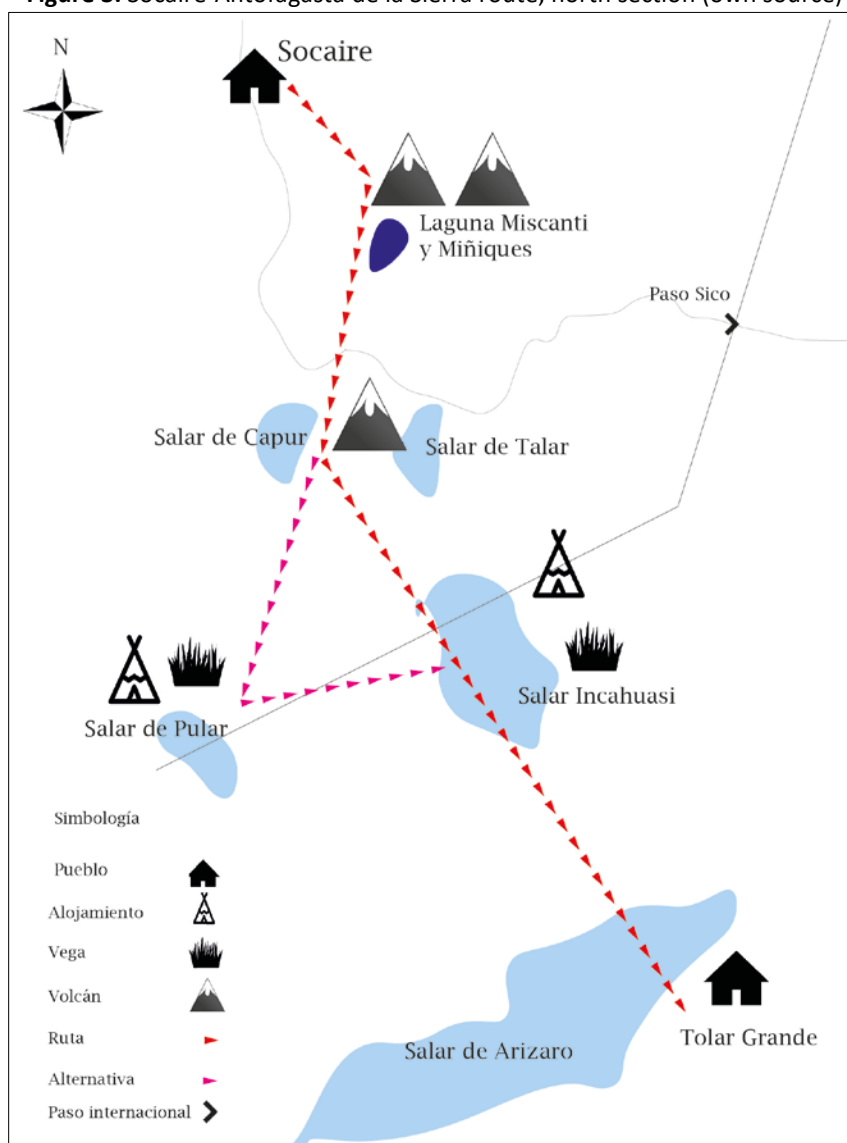 Figure Socaire-Antofagasta de la Sierra route, north section (own source)
N
Socaire
Laguna Miscanti
y Miñiques
Paso Sico
Salar de Capur
Salar de Talar
Salar Incahuasi
Salar de Pular
Simbología
Pueblo
Alojamiento
Vega
Volcán
Ruta
Alternativa
Paso internacional
Salar de Arizaro
Tolar Grande